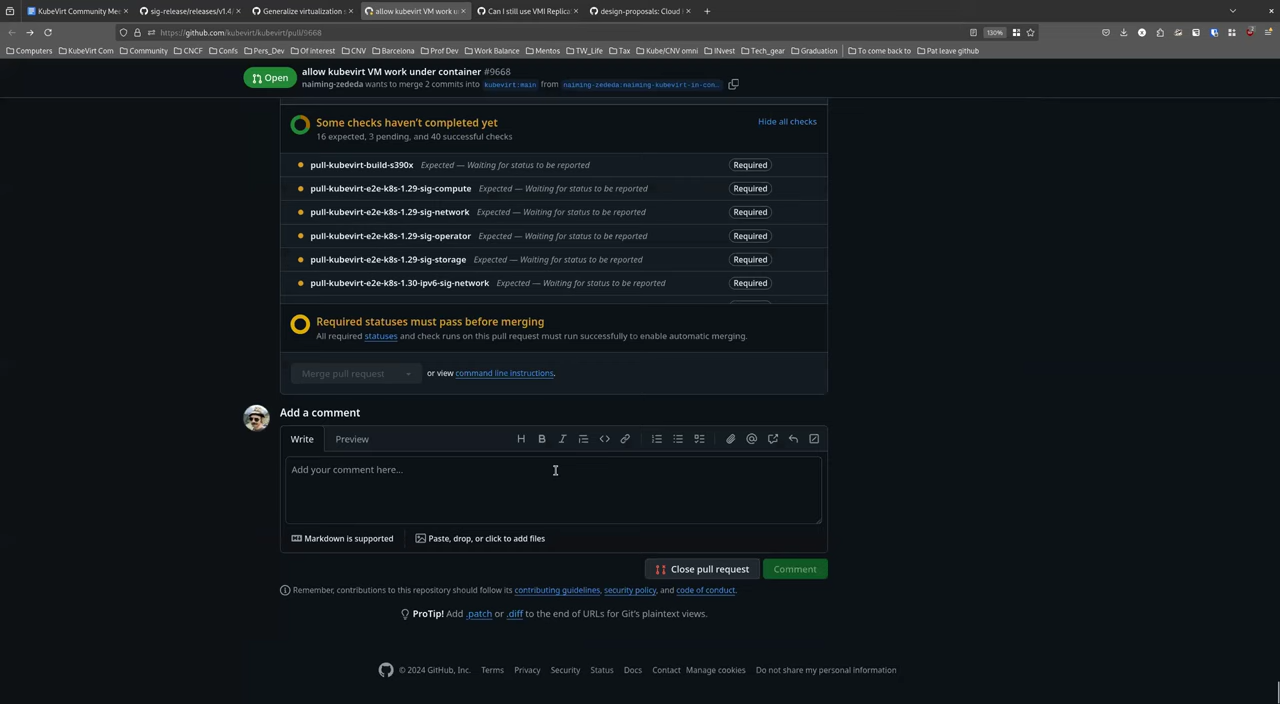 KubeVirt Community Mee
sig-release/releases/v1.4/
Generalize virtualization s
allow kubevirt VM work u
Can I still use VMI Replica
design-proposals: Cloud
https://github.com/kubevirt/kubevirt/pull/9668
130%
Computers
KubeVirt Com
Community
CNCF
Confs
Pers_Dev
Of interest
CNV
Barcelona
Prof Dev
Work Balance
Mentos
TW_Life
Tax
Kube/CNV omni
INvest
Tech_gear
Graduation
To come back to
Pat leave github
Open
allow kubevirt VM work under container #9668
naiming-zededa wants to merge 2 commits into kubevirt:main from naiming-zededa:naiming-kubevirt-in-con…
Some checks haven't completed yet
Hide all checks
16 expected, 3 pending, and 40 successful checks
pull-kubevirt-build-s390x Expected — Waiting for status to be reported Required
pull-kubevirt-e2e-k8s-1.29-sig-compute Expected — Waiting for status to be reported Required
pull-kubevirt-e2e-k8s-1.29-sig-network Expected — Waiting for status to be reported Required
pull-kubevirt-e2e-k8s-1.29-sig-operator Expected — Waiting for status to be reported Required
pull-kubevirt-e2e-k8s-1.29-sig-storage Expected — Waiting for status to be reported Required
pull-kubevirt-e2e-k8s-1.30-ipv6-sig-network Expected — Waiting for status to be reported Required
Required statuses must pass before merging
All required statuses and check runs on this pull request must run successfully to enable automatic merging.
Merge pull request or view command line instructions.
Add a comment
Write
Preview
Add your comment here...
Markdown is supported
Paste, drop, or click to add files
Close pull request
Comment
Remember, contributions to this repository should follow its contributing guidelines, security policy, and code of conduct.
ProTip! Add .patch or .diff to the end of URLs for Git's plaintext views.
© 2024 GitHub, Inc. Terms Privacy Security Status Docs Contact Manage cookies Do not share my personal information